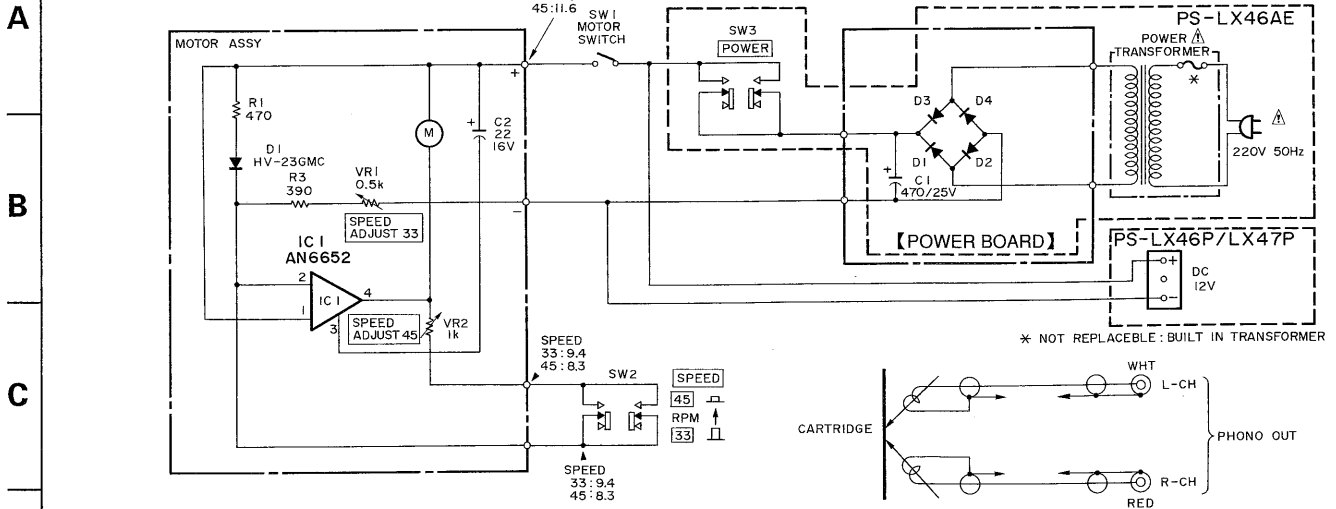 A
B
C
45:11.6
MOTOR ASSY
SW1
MOTOR
SWITCH
SW3
POWER
PS-LX46AE
POWER ⚠
TRANSFORMER
*
+
R1
470
M
+
C2
22
16V
D3
D4
D1
D2
⚠
220V 50Hz
D1
HV-23GMC
R3
390
VR1
0.5k
+
C1
470/25V
SPEED
ADJUST 33
−
IC1
AN6652
【POWER BOARD】
PS-LX46P/LX47P
2
IC1
4
1
3
+
−
DC
12V
SPEED
ADJUST 45
VR2
1k
* NOT REPLACEBLE : BUILT IN TRANSFORMER
SPEED
33:9.4
45:8.3
SW2
SPEED
45
RPM
33
SPEED
33:9.4
45:8.3
CARTRIDGE
WHT
L-CH
PHONO OUT
R-CH
RED